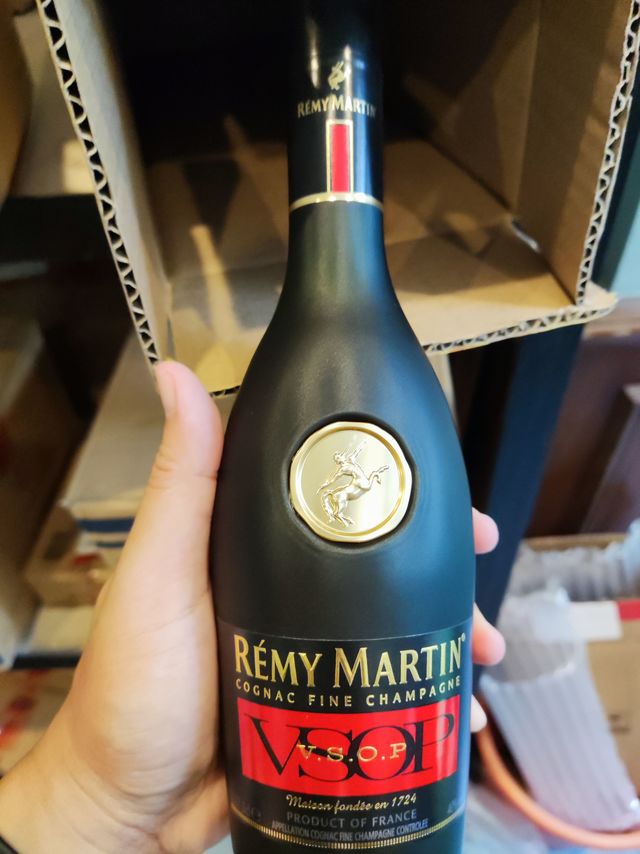 RÉMY MARTIN
RÉMY MARTIN®
COGNAC FINE CHAMPAGNE
VSOP
V.S.O.P
Maison fondée en 1724
PRODUCT OF FRANCE
APPELLATION COGNAC FINE CHAMPAGNE CONTRÔLÉE